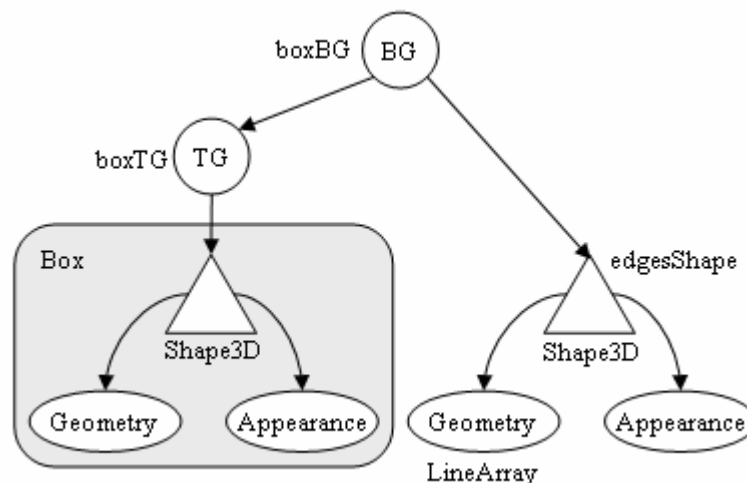 boxBG
BG
boxTG
TG
Box
edgesShape
Shape3D
Shape3D
Geometry
Appearance
Geometry
Appearance
LineArray